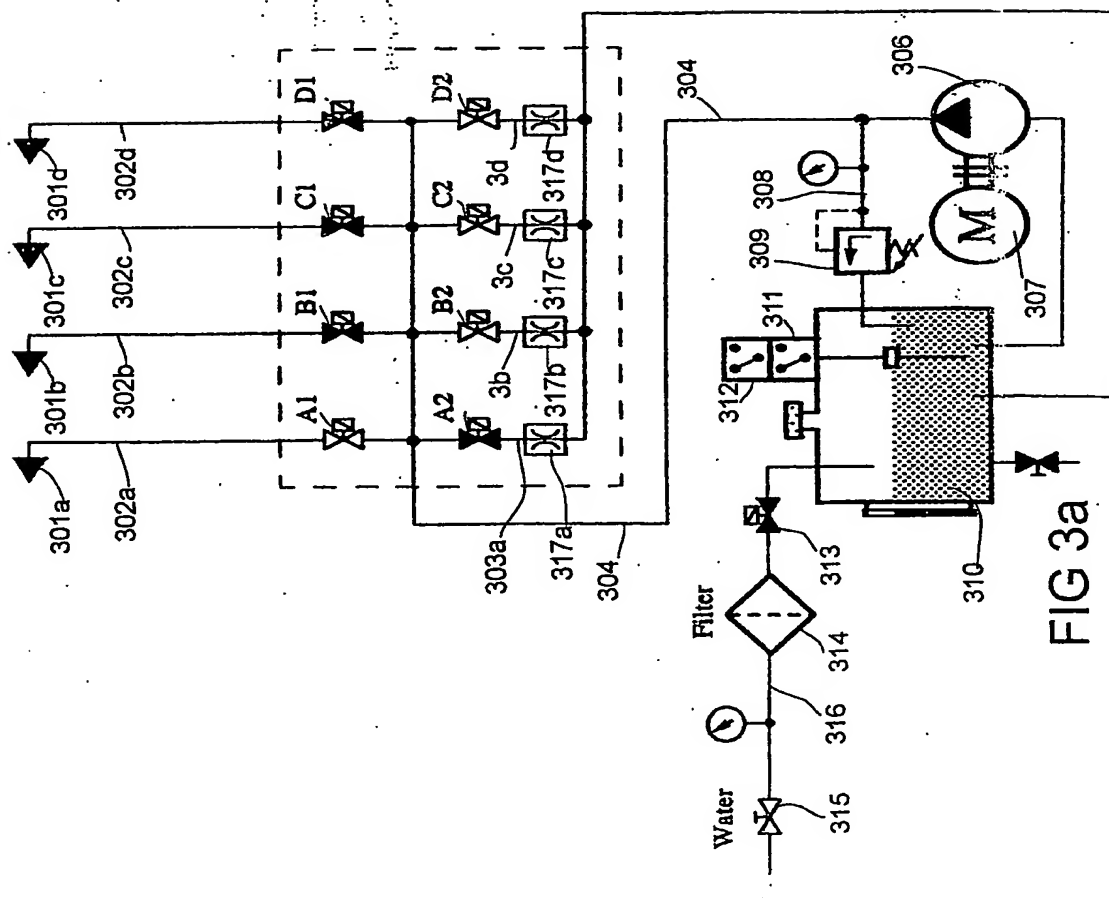 301a
302a
301b
302b
301c
302c
301d
302d
A1
B1
C1
D1
A2
B2
C2
D2
303a
3b
3c
3d
317a
317b
317c
317d
304
304
306
308
309
M
307
311
312
310
313
Filter
314
316
Water
315
FIG 3a